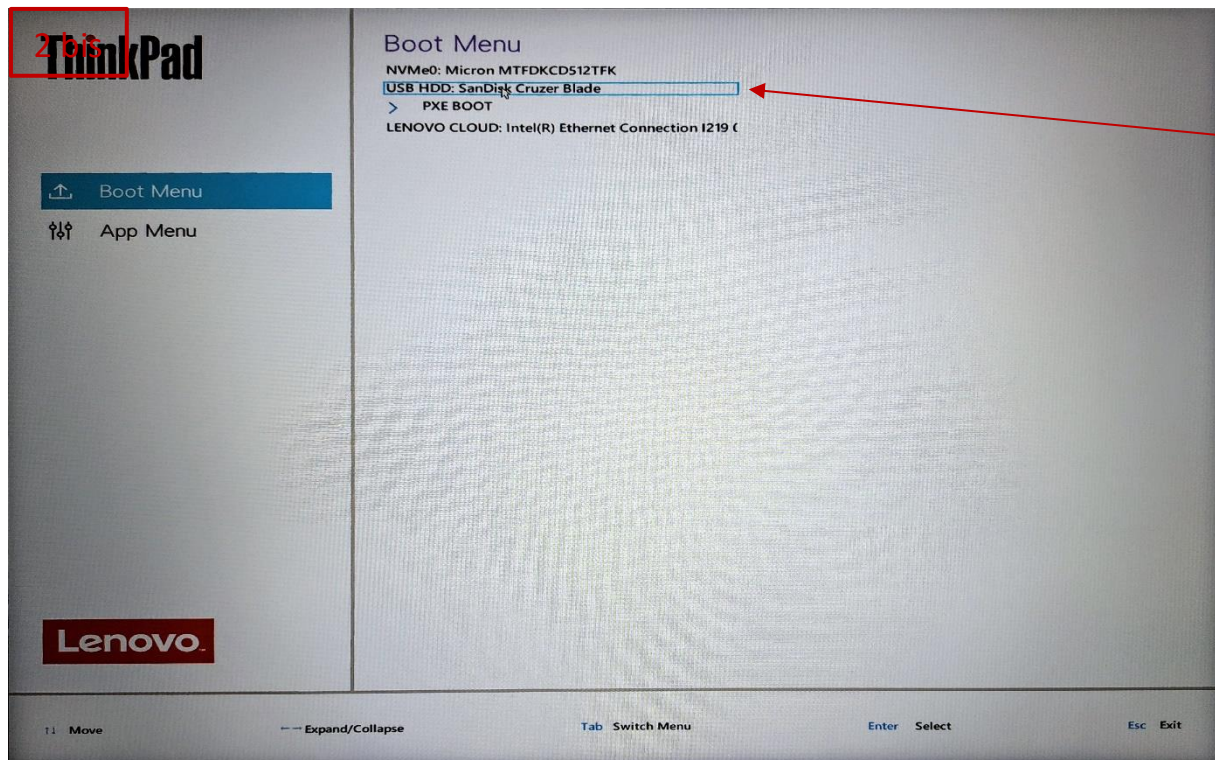 2 bis
ThinkPad
Boot Menu
App Menu
Lenovo
Boot Menu
NVMe0: Micron MTFDKCD512TFK
USB HDD: SanDisk Cruzer Blade
> PXE BOOT
LENOVO CLOUD: Intel(R) Ethernet Connection I219 (
↑↓ Move
←→ Expand/Collapse
Tab Switch Menu
Enter Select
Esc Exit